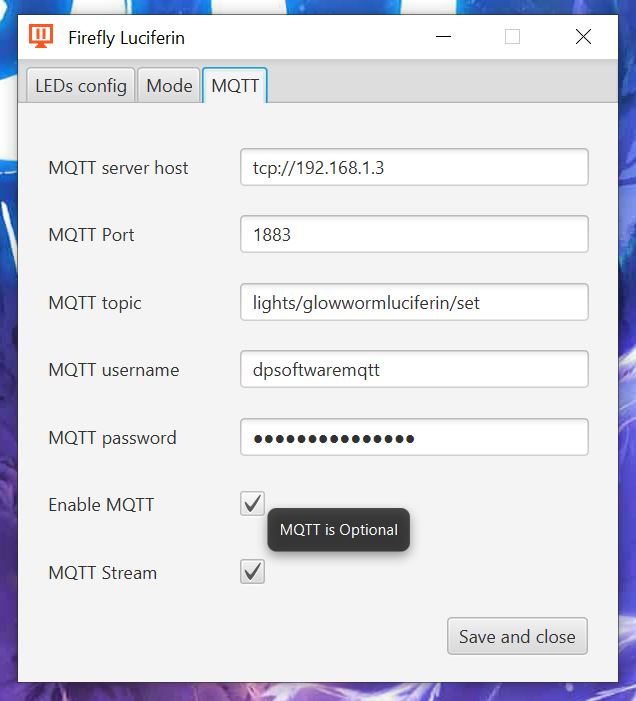 Firefly Luciferin
LEDs config Mode MQTT
MQTT server host tcp://192.168.1.3
MQTT Port 1883
MQTT topic lights/glowwormluciferin/set
MQTT username dpsoftwaremqtt
MQTT password ●●●●●●●●●●●●●●●
Enable MQTT
MQTT is Optional
MQTT Stream
Save and close